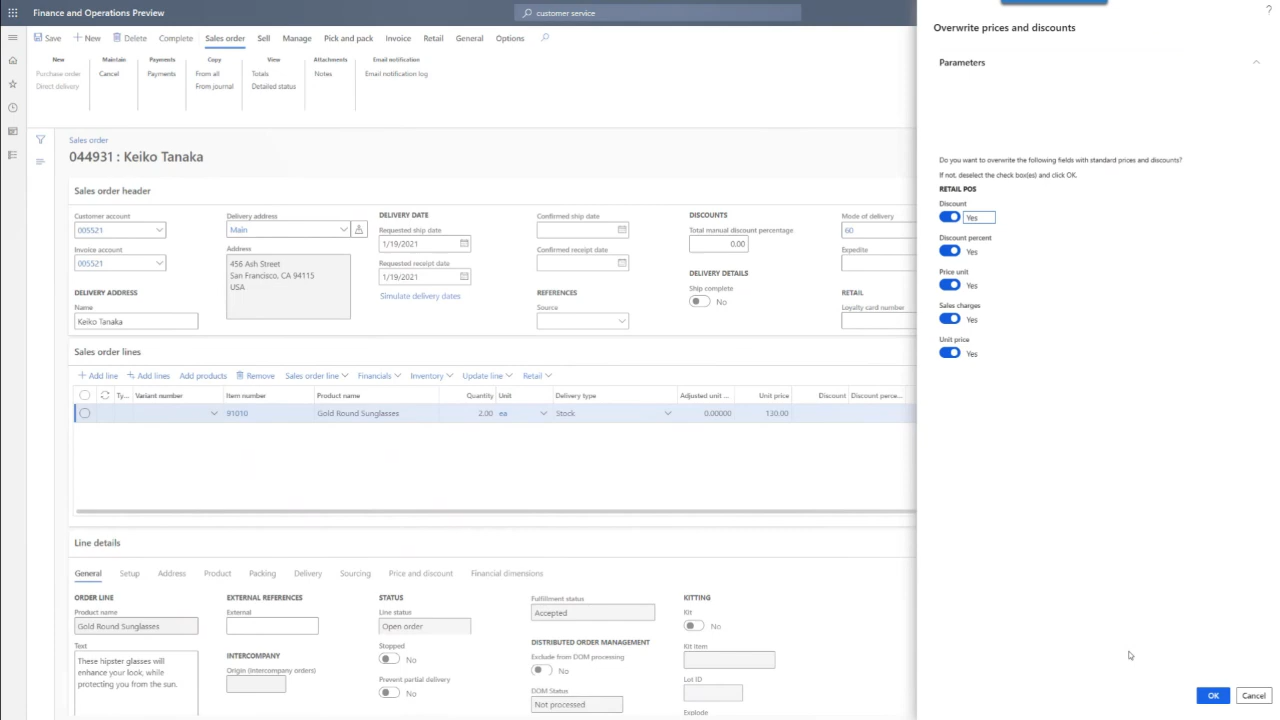 Finance and Operations Preview
customer service
?
Save New Delete Complete Sales order Sell Manage Pick and pack Invoice Retail General Options
New Maintain Payments Copy View Attachments Email notification
Purchase order Cancel Payments From all Totals Notes Email notification log
Direct delivery From journal Detailed status
Sales order
044931 : Keiko Tanaka
Sales order header
Customer account
005521
Invoice account
005521
DELIVERY ADDRESS
Name
Keiko Tanaka
Delivery address
Main
Address
456 Ash Street
San Francisco, CA 94115
USA
DELIVERY DATE
Requested ship date
1/19/2021
Requested receipt date
1/19/2021
Simulate delivery dates
Confirmed ship date
Confirmed receipt date
REFERENCES
Source
DISCOUNTS
Total manual discount percentage
0.00
DELIVERY DETAILS
Ship complete
No
Mode of delivery
60
Expedite
RETAIL
Loyalty card number
Sales order lines
Add line Add lines Add products Remove Sales order line Financials Inventory Update line Retail
Ty... Variant number Item number Product name Quantity Unit Delivery type Adjusted unit ... Unit price Discount Discount perce...
91010 Gold Round Sunglasses 2.00 ea Stock 0.00000 130.00
Line details
General Setup Address Product Packing Delivery Sourcing Price and discount Financial dimensions
ORDER LINE
Product name
Gold Round Sunglasses
Text
These hipster glasses will
enhance your look, while
protecting you from the sun.
EXTERNAL REFERENCES
External
INTERCOMPANY
Origin (Intercompany orders)
STATUS
Line status
Open order
Stopped
No
Prevent partial delivery
No
Fulfillment status
Accepted
DISTRIBUTED ORDER MANAGEMENT
Exclude from DOM processing
No
DOM Status
Not processed
KITTING
Kit
No
Kit item
Lot ID
Explode
Overwrite prices and discounts
Parameters
Do you want to overwrite the following fields with standard prices and discounts?
If not, deselect the check box(es) and click OK.
RETAIL POS
Discount
Yes
Discount percent
Yes
Price unit
Yes
Sales charges
Yes
Unit price
Yes
OK Cancel